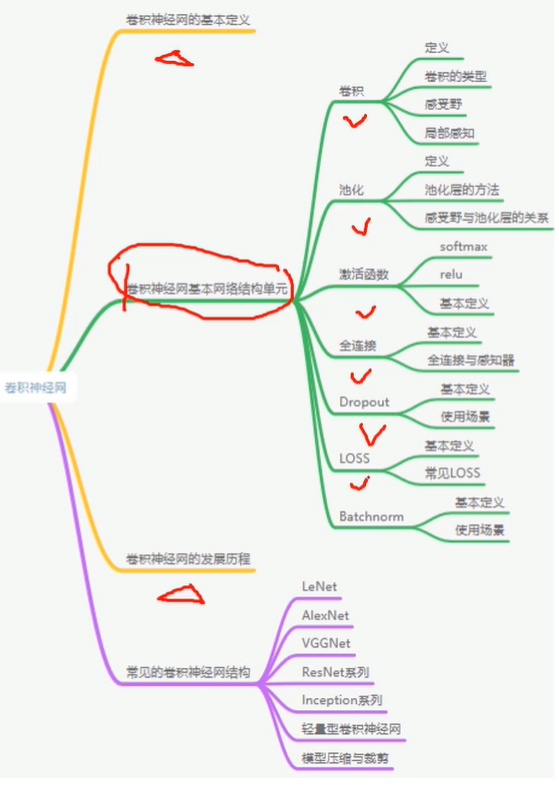 卷积神经网的基本定义
定义
卷积的类型
卷积
感受野
局部感知
定义
池化
池化层的方法
感受野与池化层的关系
softmax
激活函数
relu
卷积神经网基本网络结构单元
基本定义
基本定义
全连接
全连接与感知器
卷积神经网
基本定义
Dropout
使用场景
基本定义
LOSS
常见LOSS
基本定义
Batchnorm
使用场景
卷积神经网的发展历程
LeNet
AlexNet
VGGNet
常见的卷积神经网结构
ResNet系列
Inception系列
轻量型卷积神经网
模型压缩与裁剪